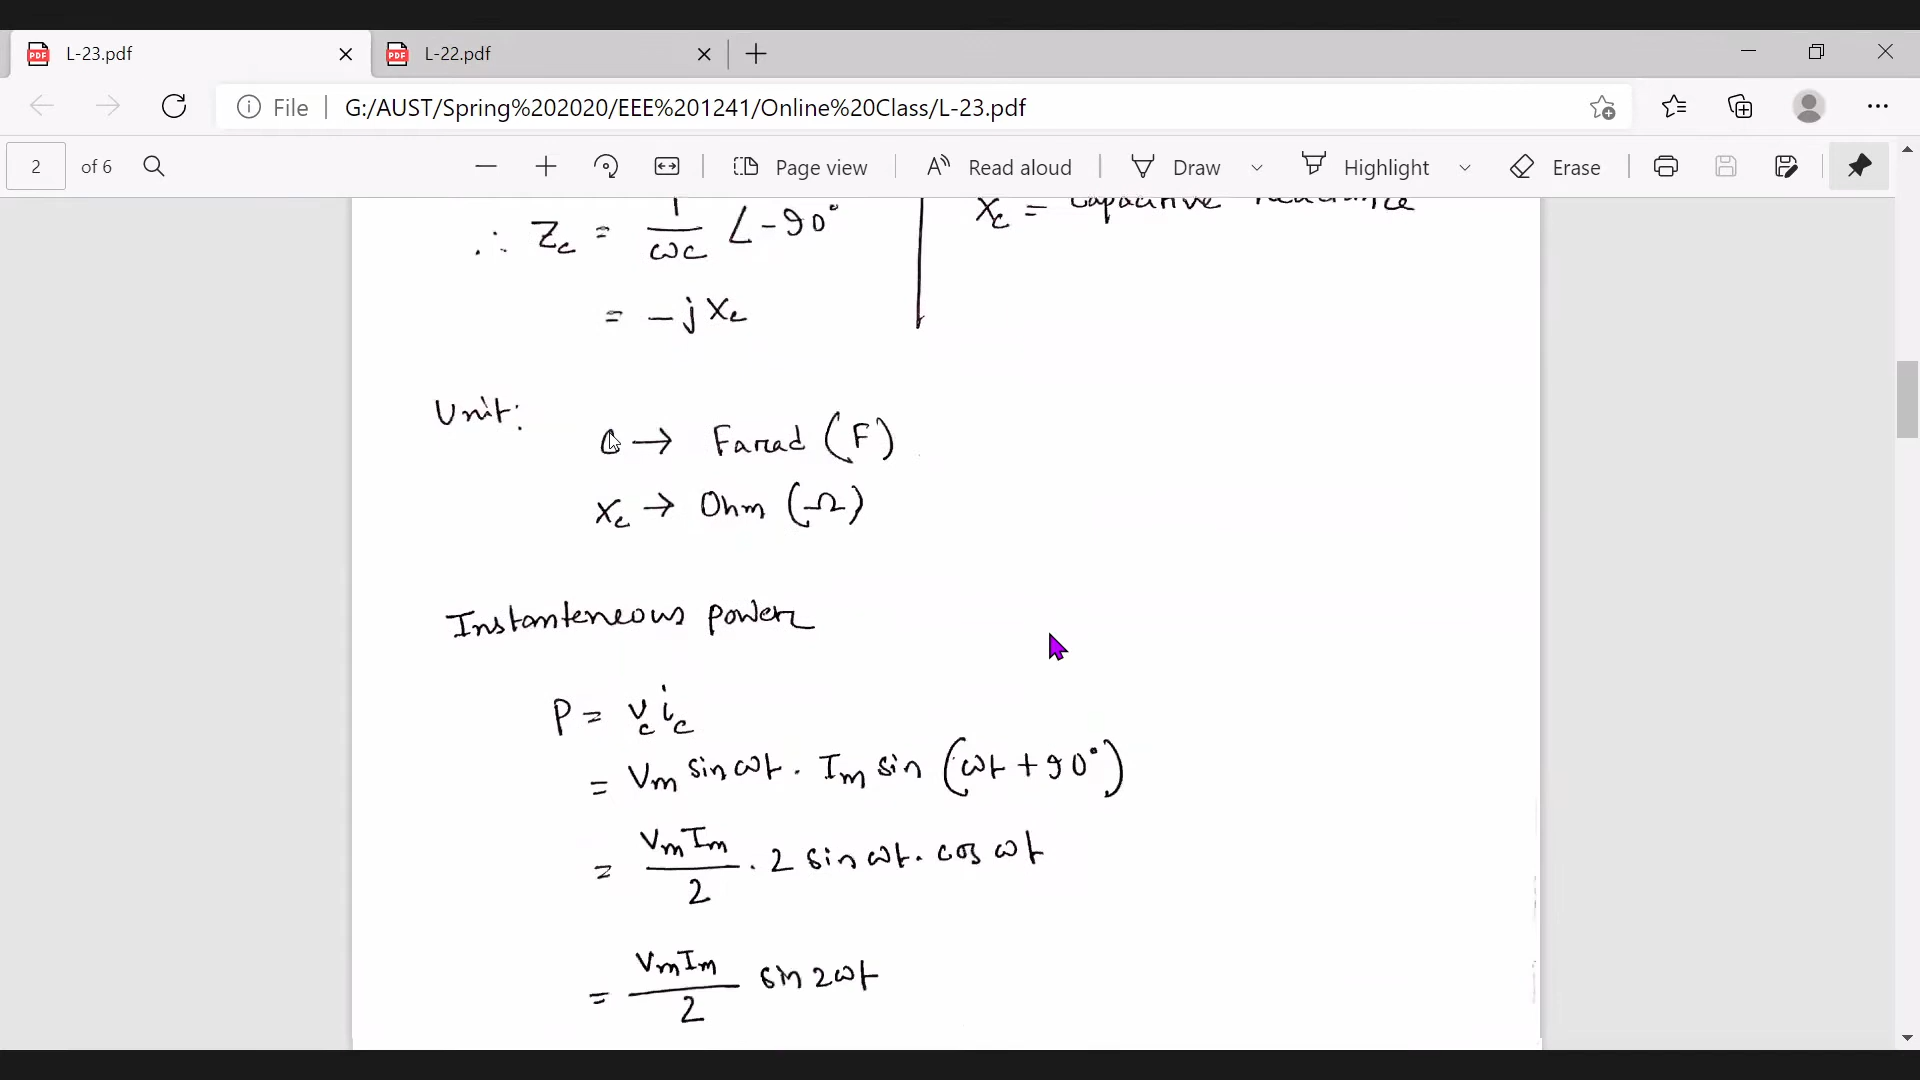 L-23.pdf
L-22.pdf
File
G:/AUST/Spring%202020/EEE%201241/Online%20Class/L-23.pdf
2 of 6
Page view
Read aloud
Draw
Highlight
Erase
∴ Zc = 1/ωc ∠-90°
Xc = Capacitive Reactance
= -jXc
Unit:
C → Farad (F)
Xc → Ohm (Ω)
Instanteneous power
P = vc ic
= Vm sin ωt · Im sin (ωt + 90°)
= VmIm/2 · 2 sin ωt · cos ωt
= VmIm/2 sin 2ωt